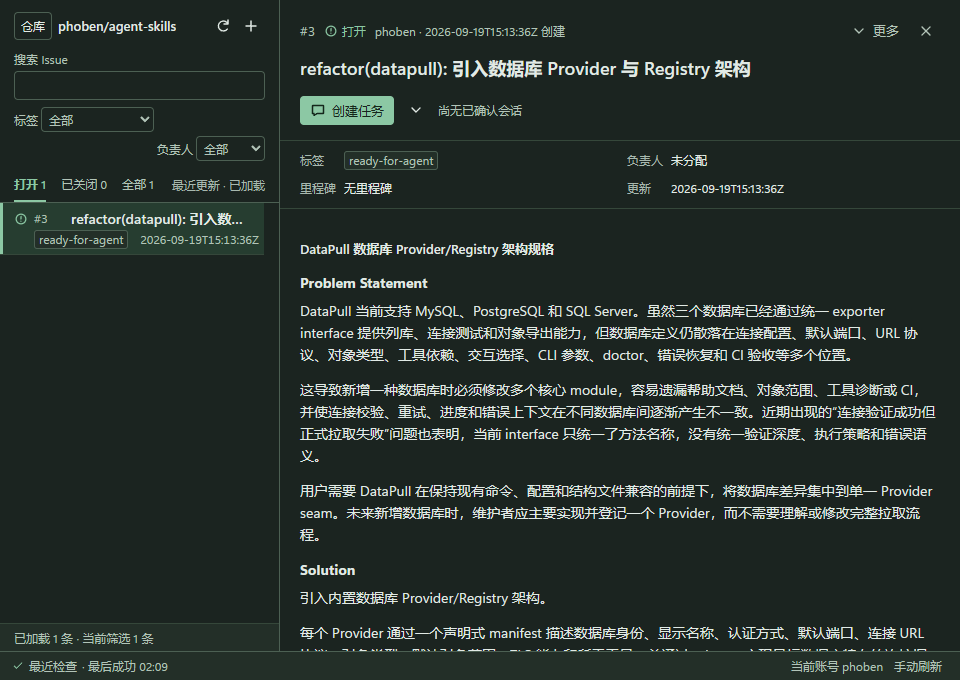 仓库 phoben/agent-skills
搜索 Issue
标签 全部
负责人 全部
打开 1 已关闭 0 全部 1 最近更新 · 已加载
#3 refactor(datapull): 引入数...
ready-for-agent 2026-09-19T15:13:36Z
已加载 1 条 · 当前筛选 1 条
#3 打开 phoben · 2026-09-19T15:13:36Z 创建
更多
refactor(datapull): 引入数据库 Provider 与 Registry 架构
创建任务 尚无已确认会话
标签 ready-for-agent 负责人 未分配
里程碑 无里程碑 更新 2026-09-19T15:13:36Z
DataPull 数据库 Provider/Registry 架构规格
Problem Statement
DataPull 当前支持 MySQL、PostgreSQL 和 SQL Server。虽然三个数据库已经通过统一 exporter
interface 提供列库、连接测试和对象导出能力，但数据库定义仍散落在连接配置、默认端口、URL 协
议、对象类型、工具依赖、交互选择、CLI 参数、doctor、错误恢复和 CI 验收等多个位置。
这导致新增一种数据库时必须修改多个核心 module，容易遗漏帮助文档、对象范围、工具诊断或 CI，
并使连接校验、重试、进度和错误上下文在不同数据库间逐渐产生不一致。近期出现的“连接验证成功但
正式拉取失败”问题也表明，当前 interface 只统一了方法名称，没有统一验证深度、执行策略和错误语
义。
用户需要 DataPull 在保持现有命令、配置和结构文件兼容的前提下，将数据库差异集中到单一 Provider
seam。未来新增数据库时，维护者应主要实现并登记一个 Provider，而不需要理解或修改完整拉取流
程。
Solution
引入内置数据库 Provider/Registry 架构。
每个 Provider 通过一个声明式 manifest 描述数据库身份、显示名称、认证方式、默认端口、连接 URL
最近检查 · 最后成功 02:09
当前账号 phoben 手动刷新